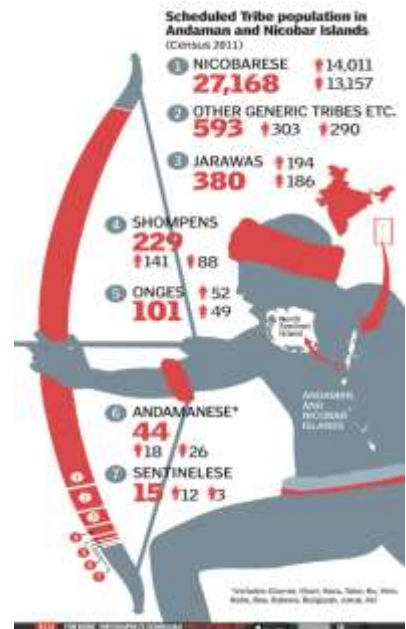 Scheduled Tribe population in
Andaman and Nicobar Islands
(Census 2011)
1 NICOBARESE
27,168
14,011
13,157
2 OTHER GENERIC TRIBES ETC.
593 303 290
3 JARAWAS
380
194
186
4 SHOMPENS
229
141 88
5 ONGES
101
52
49
North
Sentinel
Island
ANDAMAN
AND
NICOBAR
ISLANDS
6 ANDAMANESE*
44
18 26
7 SENTINELESE
15 12 3
1
2
3